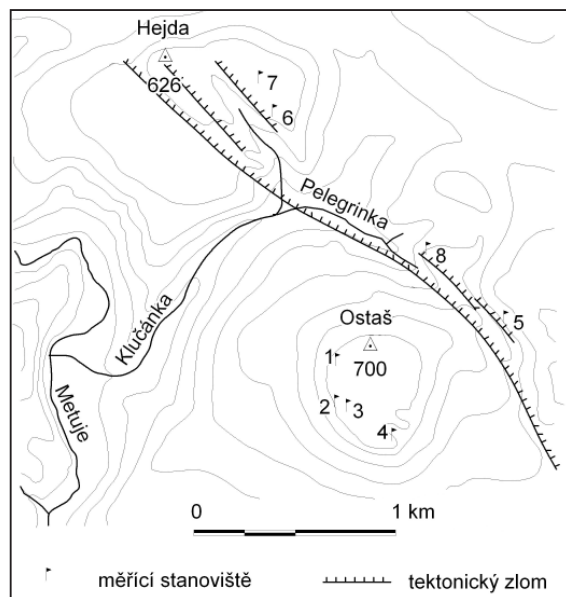 Hejda
626
7
6
Pelegrinka
8
5
Ostaš
1
700
Klučánka
2
3
4
Metuje
0 1 km
měřící stanoviště
tektonický zlom